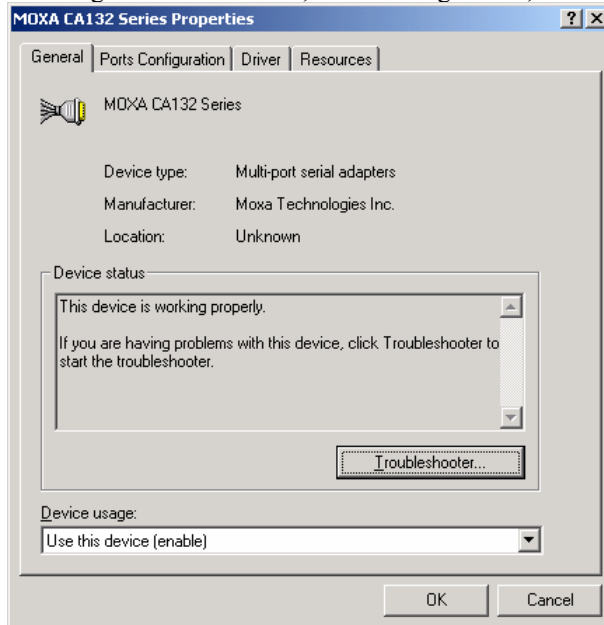 MOXA CA132 Series Properties
General Ports Configuration Driver Resources
MOXA CA132 Series
Device type: Multi-port serial adapters
Manufacturer: Moxa Technologies Inc.
Location: Unknown
Device status
This device is working properly.
If you are having problems with this device, click Troubleshooter to
start the troubleshooter.
Troubleshooter...
Device usage:
Use this device (enable)
OK Cancel